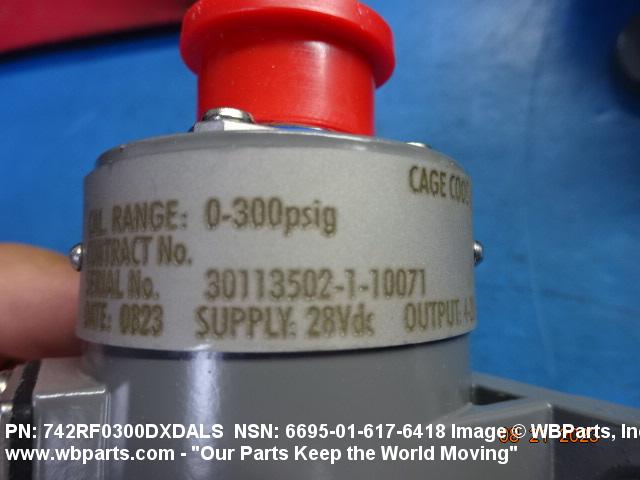 CAGE CODE
RANGE: 0-300psig
CONTRACT No.
SERIAL No. 30113502-1-10071
DATE: 0823 SUPPLY: 28Vdc OUTPUT:
PN: 742RF0300DXDALS NSN: 6695-01-617-6418 Image © WBParts, Inc
www.wbparts.com - "Our Parts Keep the World Moving"